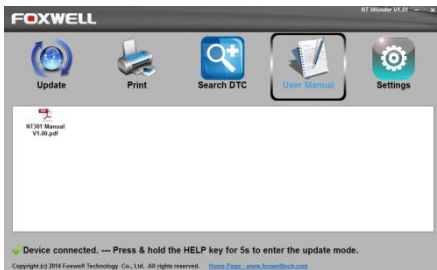 FOXWELL
NT Wonder V1.01
Update
Print
Search DTC
User Manual
Settings
NT301 Manual
V1.00.pdf
Device connected. --- Press & hold the HELP key for 5s to enter the update mode.
Copyright (c) 2014 Foxwell Technology Co., Ltd. All rights reserved. Home Page : www.foxwelltech.com